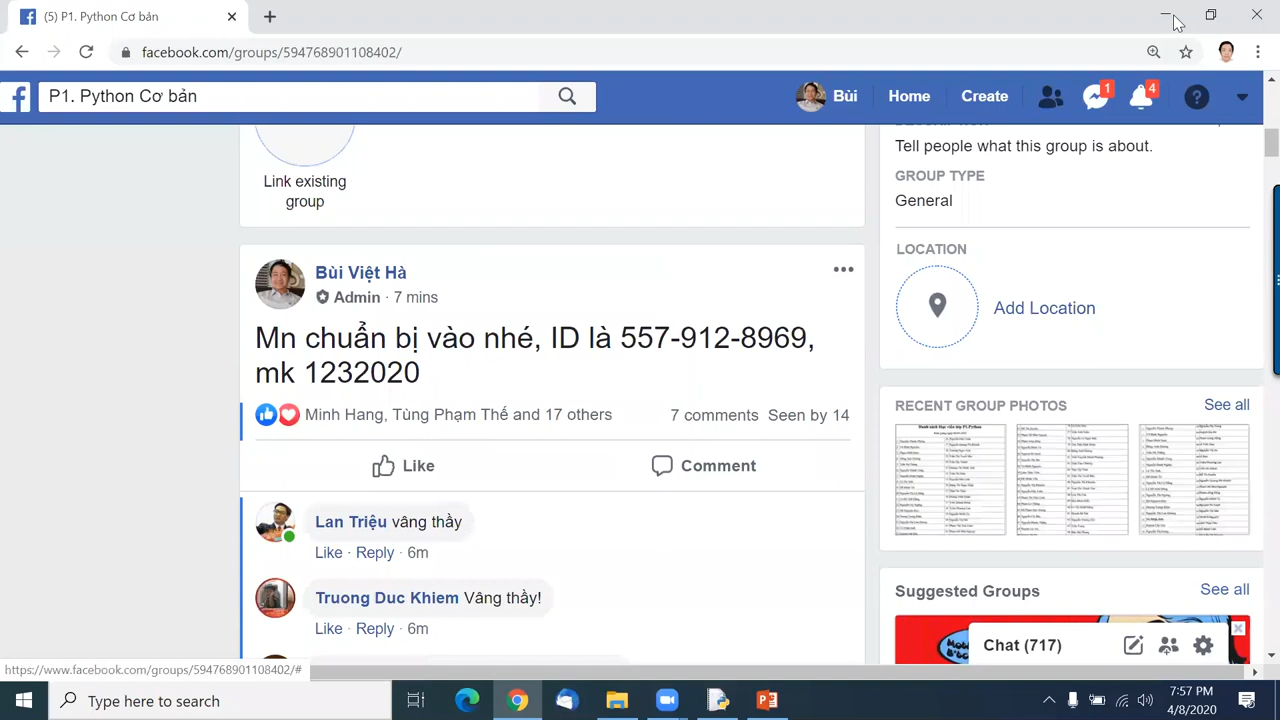 (5) P1. Python Cơ bản
facebook.com/groups/594768901108402/
P1. Python Cơ bản
Bùi
Home
Create
1
4
Link existing
group
Tell people what this group is about.
GROUP TYPE
General
LOCATION
Add Location
Bùi Việt Hà
Admin · 7 mins
Mn chuẩn bị vào nhé, ID là 557-912-8969,
mk 1232020
Minh Hang, Tùng Phạm Thế and 17 others
7 comments Seen by 14
Like
Comment
Lan Triệu vâng thầy
Like · Reply · 6m
Truong Duc Khiem Vâng thầy!
Like · Reply · 6m
RECENT GROUP PHOTOS
See all
Suggested Groups
See all
Chat (717)
https://www.facebook.com/groups/594768901108402/#
Type here to search
7:57 PM
4/8/2020